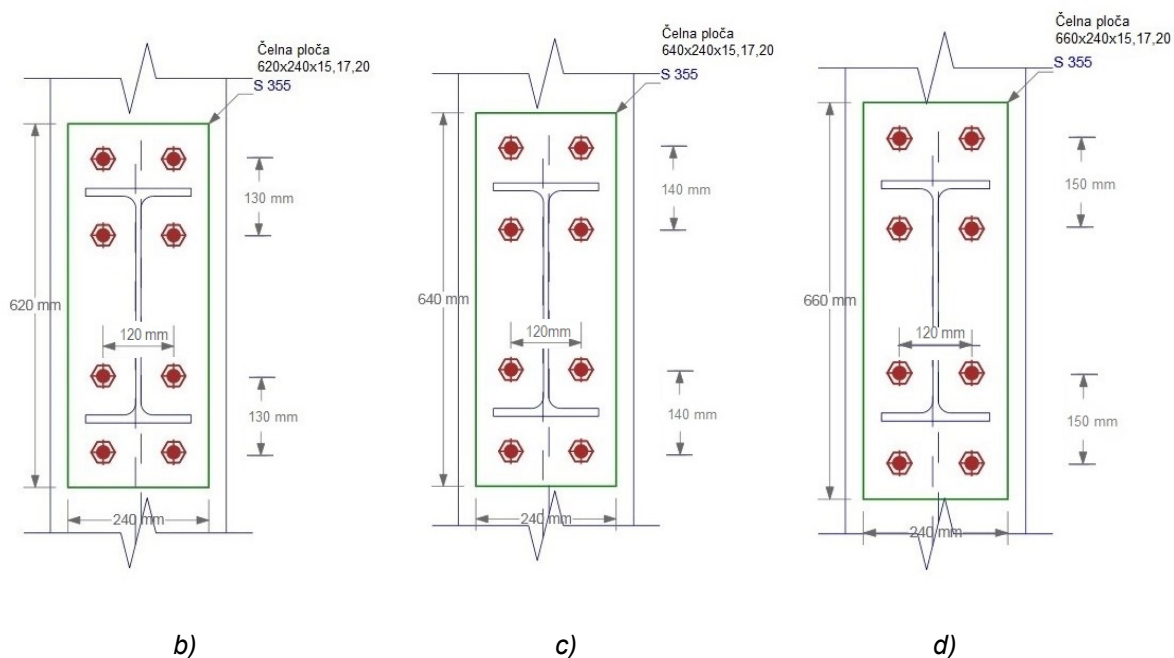 Čelna ploča
620x240x15,17,20
S 355
130 mm
620 mm
120 mm
130 mm
240 mm
b)
Čelna ploča
640x240x15,17,20
S 355
140 mm
640 mm
120mm
140 mm
240 mm
c)
Čelna ploča
660x240x15,17,20
S 355
150 mm
660 mm
120 mm
150 mm
240 mm
d)